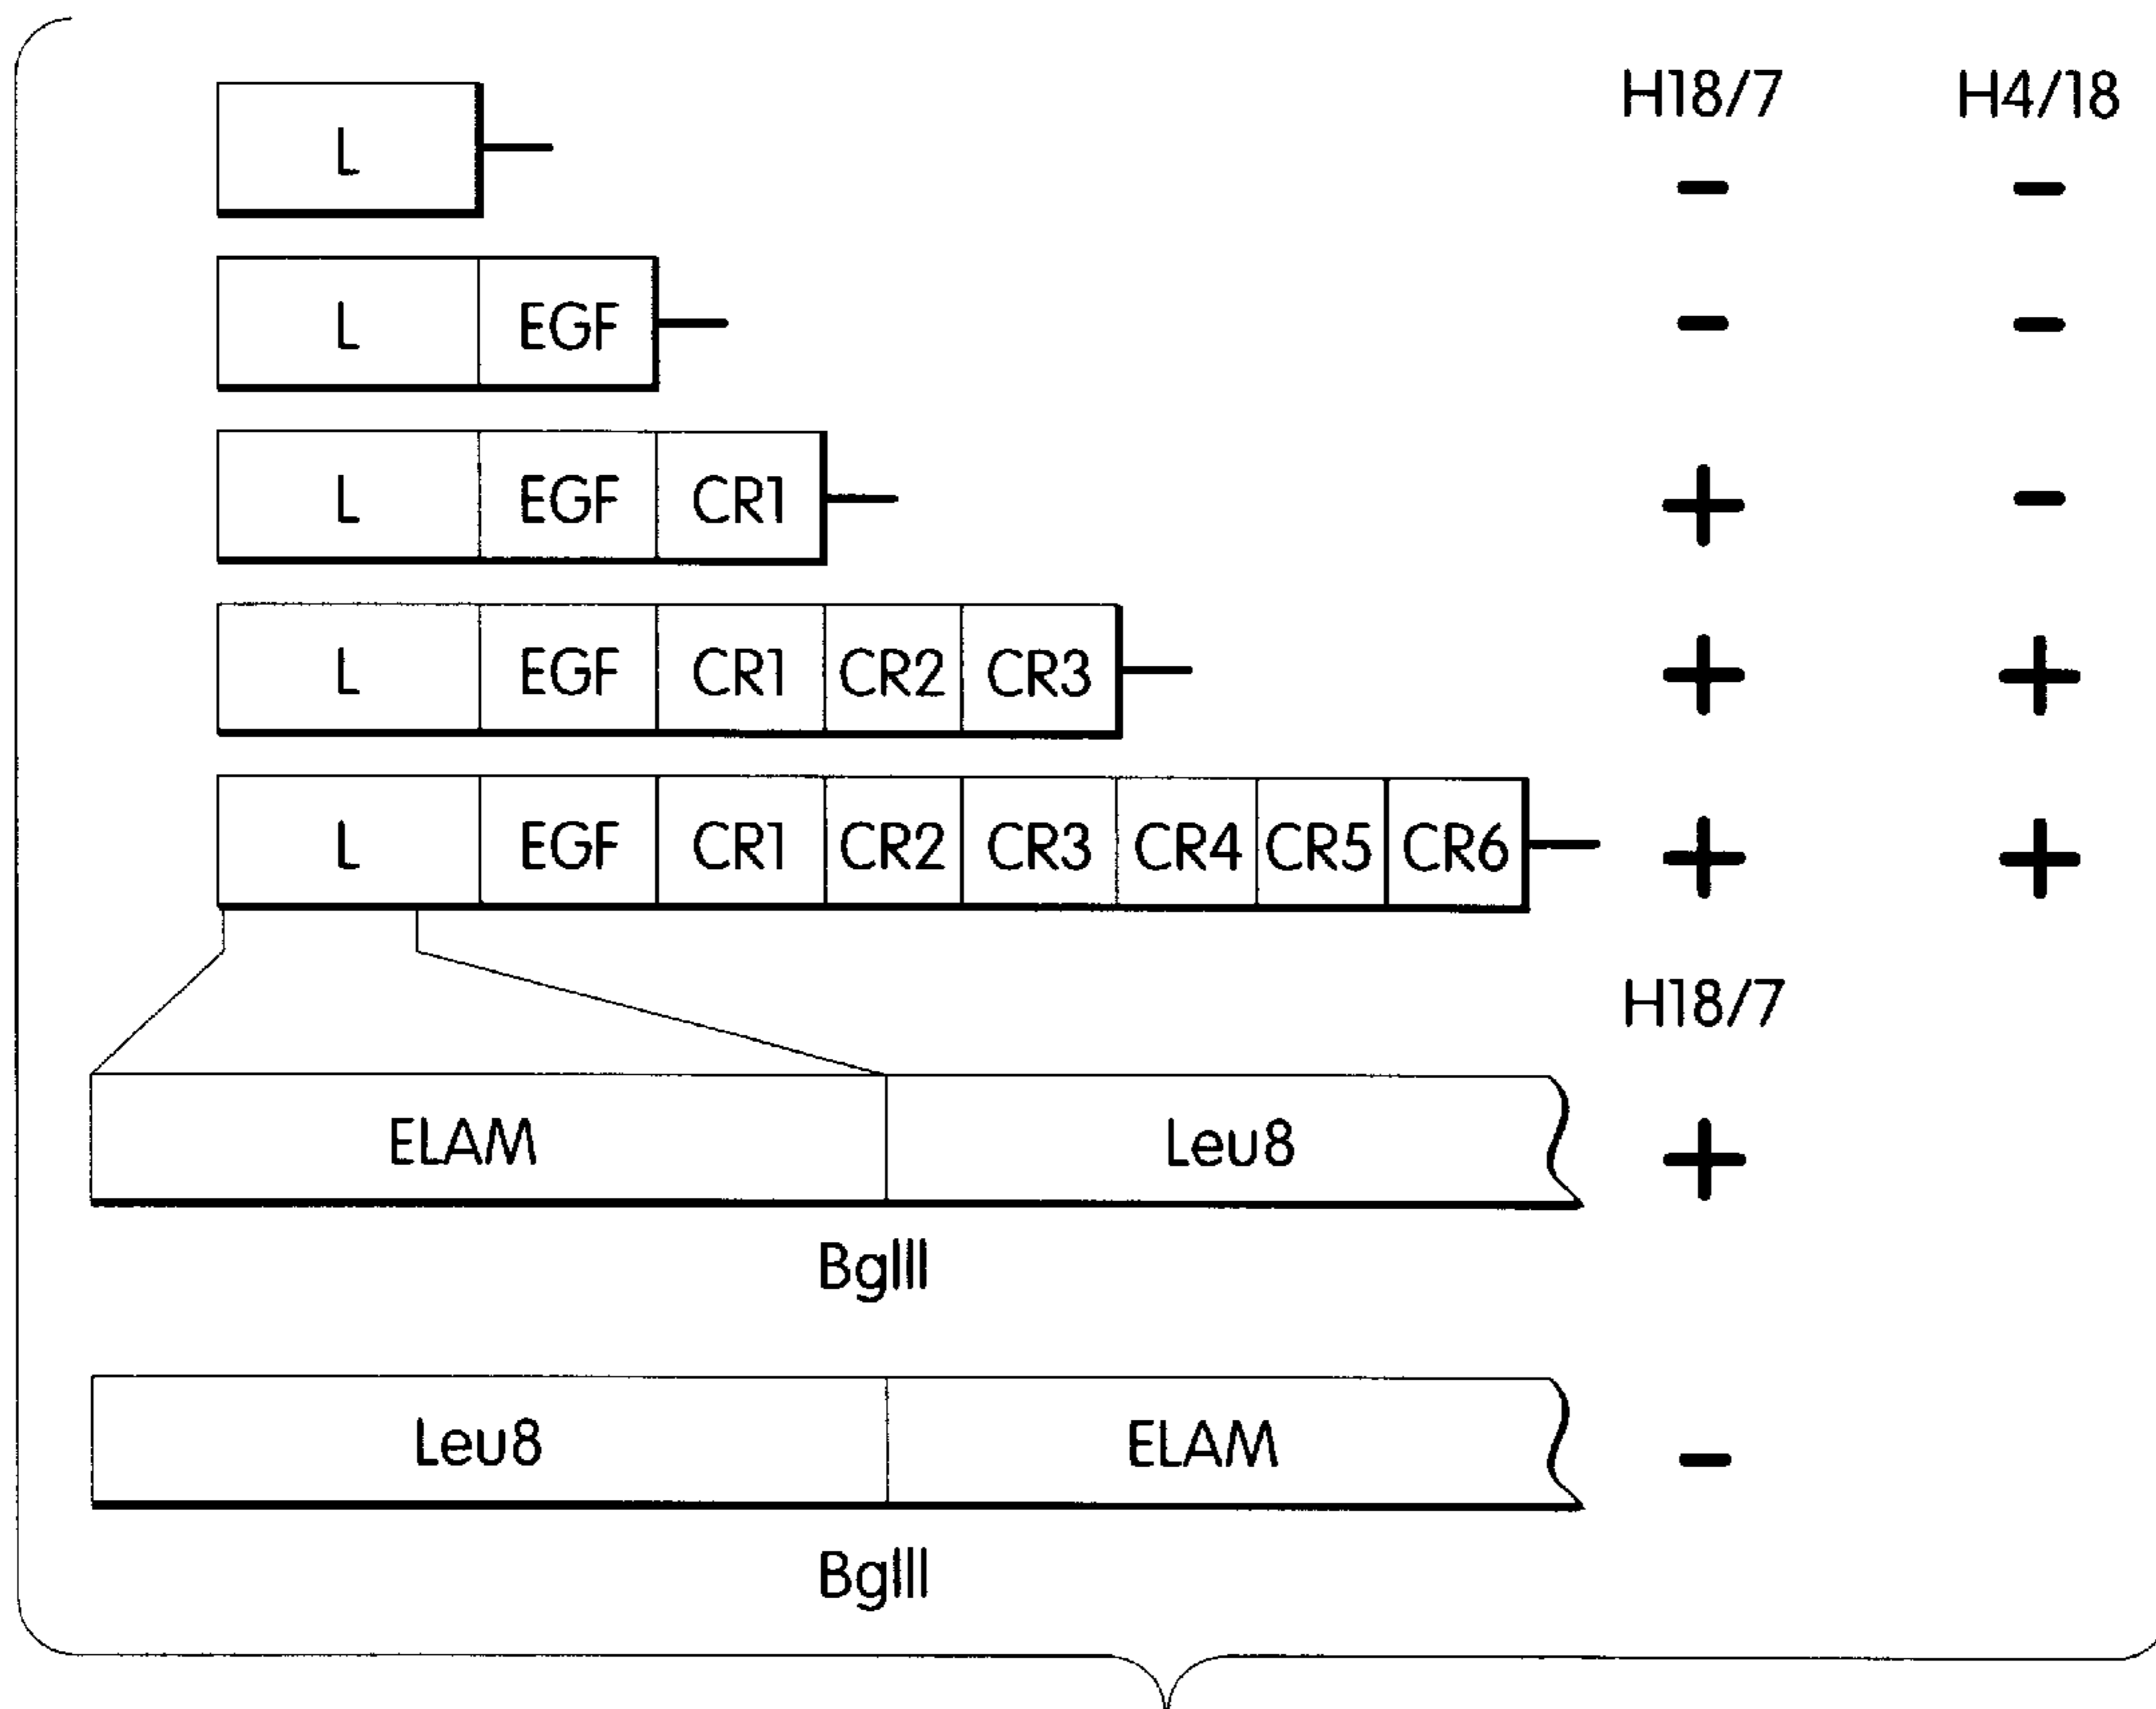 H18/7 H4/18
L - -
L EGF - -
L EGF CR1 + -
L EGF CR1 CR2 CR3 + +
L EGF CR1 CR2 CR3 CR4 CR5 CR6 + +
H18/7
ELAM Leu8 +
BglII
Leu8 ELAM -
BglII